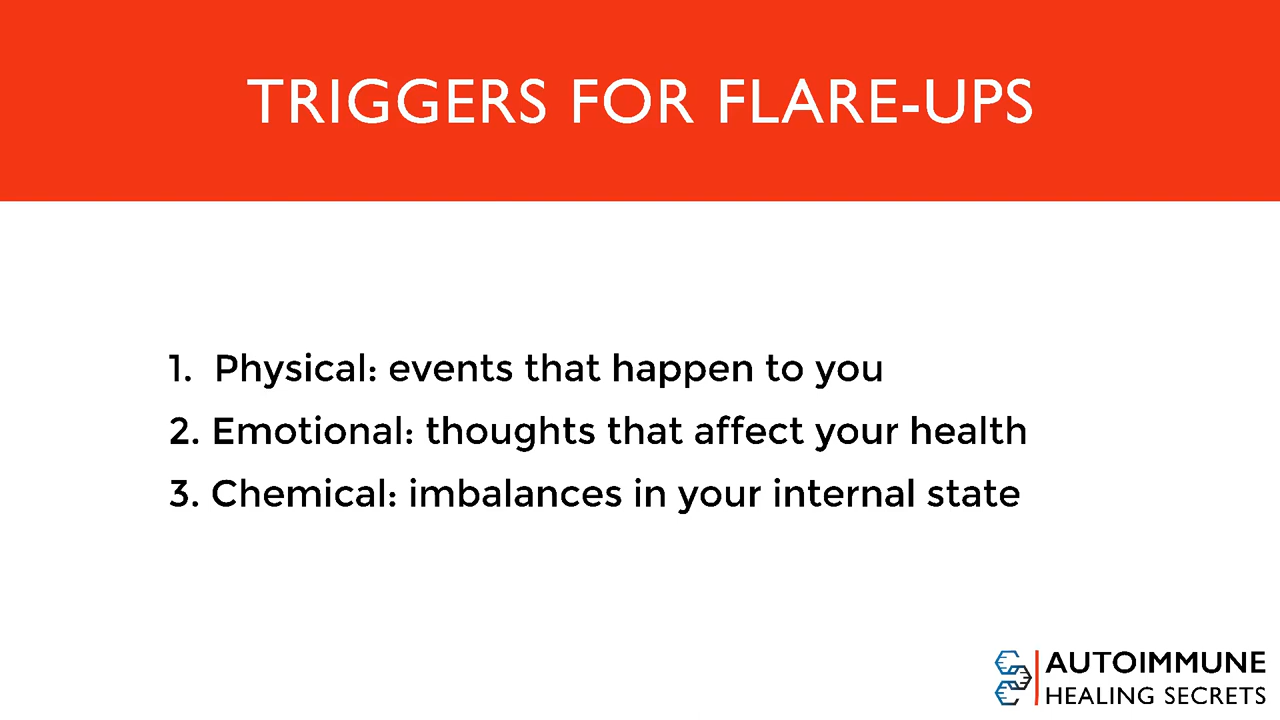 TRIGGERS FOR FLARE-UPS
1. Physical: events that happen to you
2. Emotional: thoughts that affect your health
3. Chemical: imbalances in your internal state
AUTOIMMUNE
HEALING SECRETS